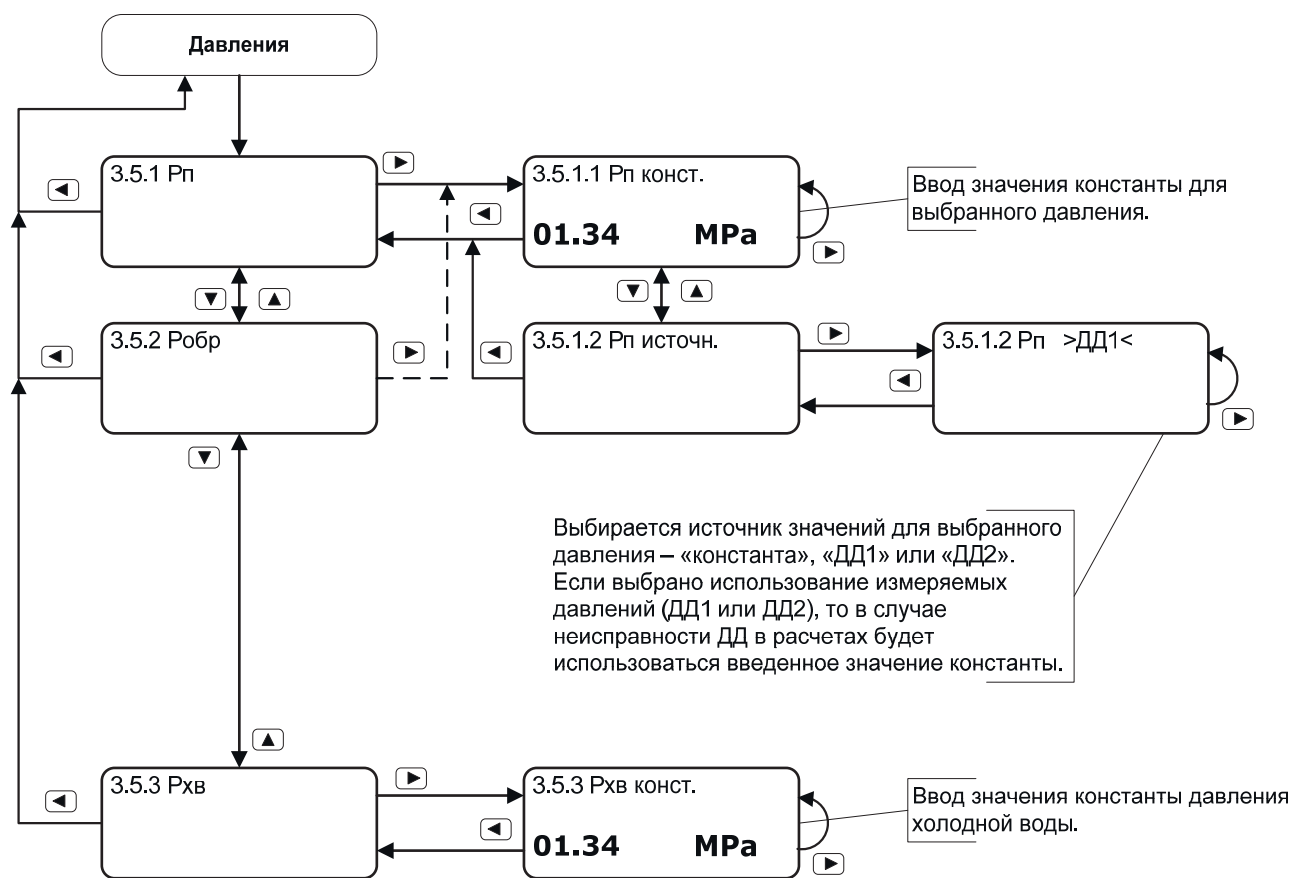 Давления
3.5.1 Рп
3.5.1.1 Рп конст.
01.34 MPa
Ввод значения константы для
выбранного давления.
3.5.2 Робр
3.5.1.2 Рп источн.
3.5.1.2 Рп >ДД1<
Выбирается источник значений для выбранного
давления – «константа», «ДД1» или «ДД2».
Если выбрано использование измеряемых
давлений (ДД1 или ДД2), то в случае
неисправности ДД в расчетах будет
использоваться введенное значение константы.
3.5.3 Рхв
3.5.3 Рхв конст.
01.34 MPa
Ввод значения константы давления
холодной воды.